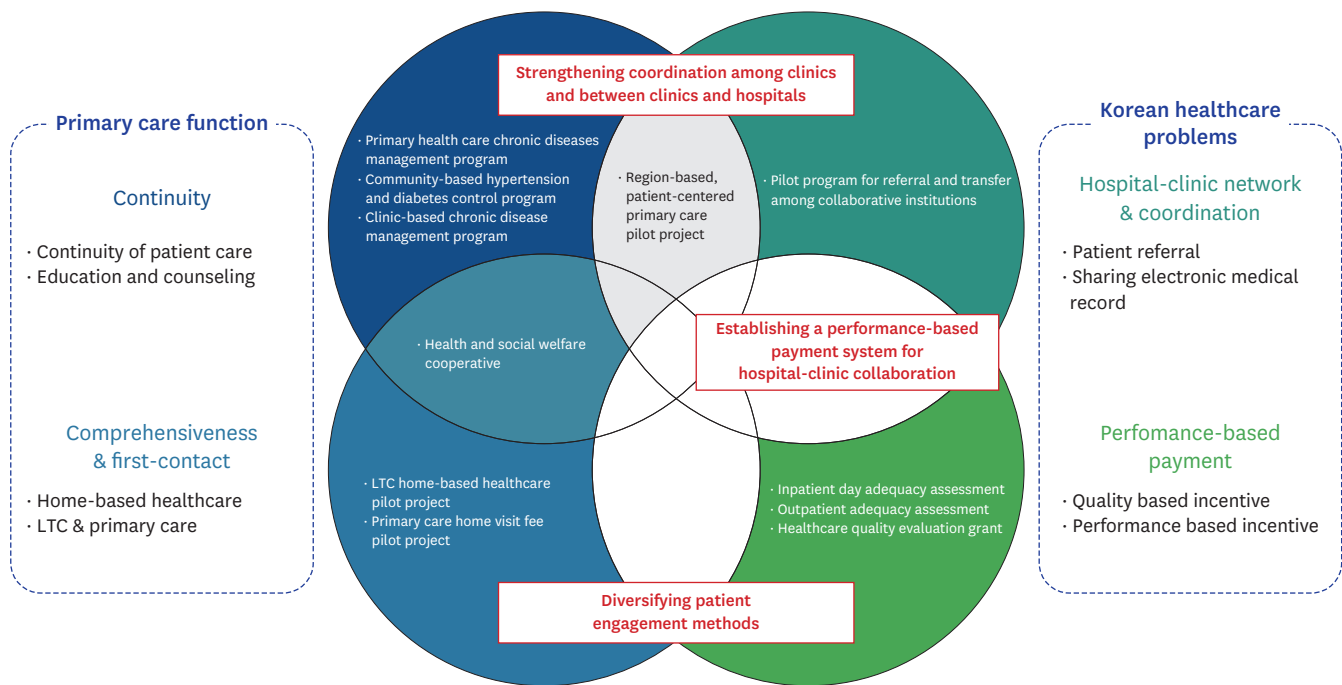 Primary care function
Continuity
· Continuity of patient care
· Education and counseling
Comprehensiveness
& first-contact
· Home-based healthcare
· LTC & primary care
Strengthening coordination among clinics
and between clinics and hospitals
· Primary health care chronic diseases
management program
· Community-based hypertension
and diabetes control program
· Clinic-based chronic disease
management program
· Region-based,
patient-centered
primary care
pilot project
· Pilot program for referral and transfer
among collaborative institutions
· Health and social welfare
cooperative
Establishing a performance-based
payment system for
hospital-clinic collaboration
· LTC home-based healthcare
pilot project
· Primary care home visit fee
pilot project
· Inpatient day adequacy assessment
· Outpatient adequacy assessment
· Healthcare quality evaluation grant
Diversifying patient
engagement methods
Korean healthcare
problems
Hospital-clinic network
& coordination
· Patient referral
· Sharing electronic medical
record
Perfomance-based
payment
· Quality based incentive
· Performance based incentive